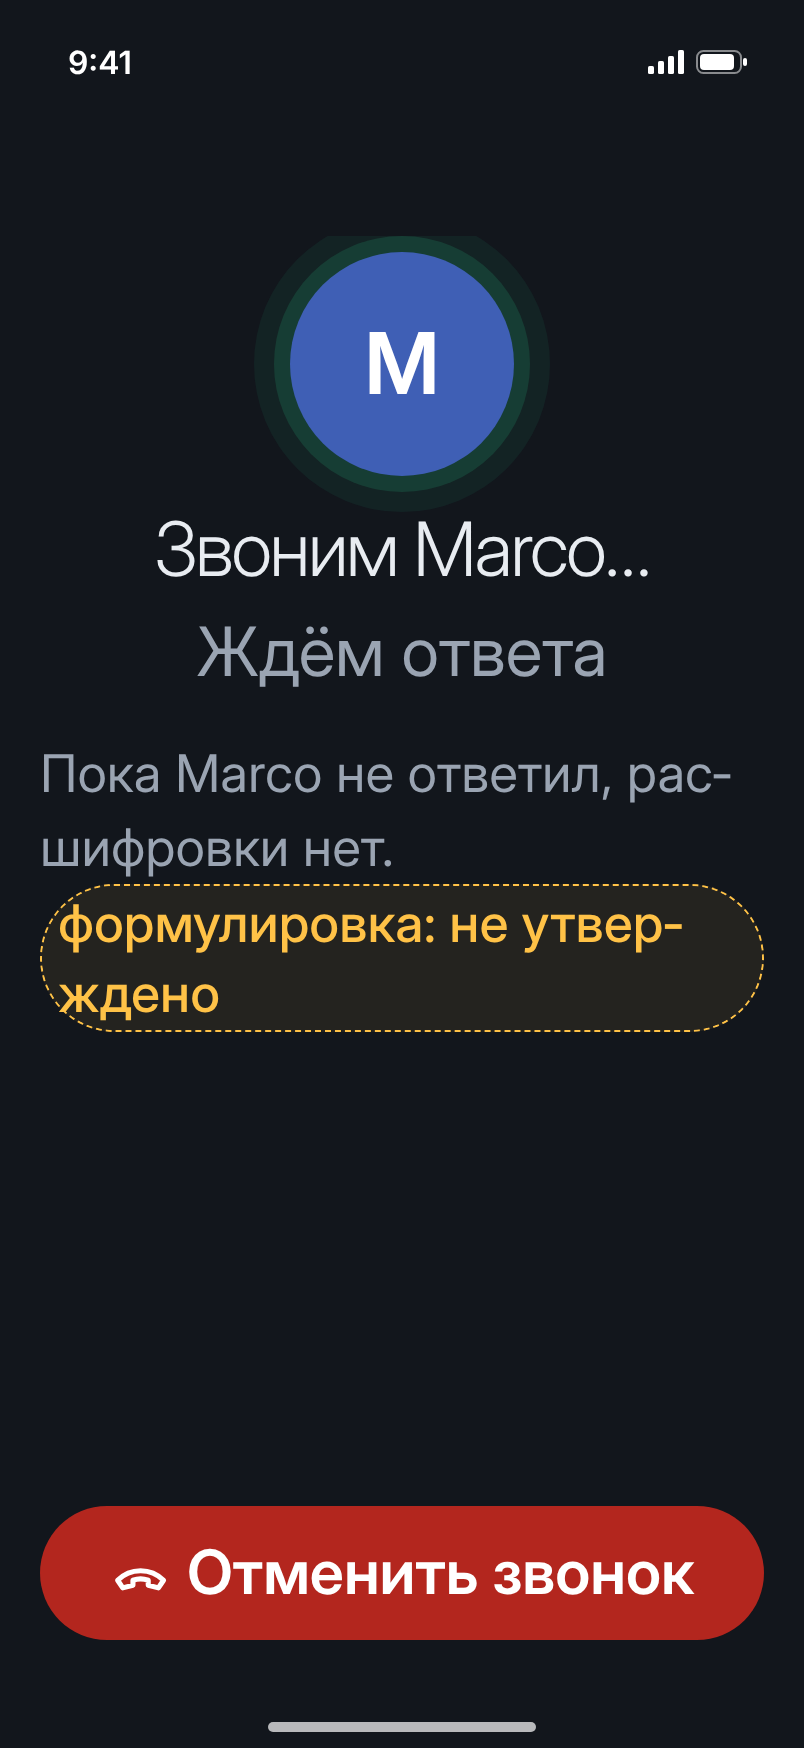 9:41
M
Звоним Marco...
Ждём ответа
Пока Marco не ответил, рас-
шифровки нет.
формулировка: не утвер-
ждено
Отменить звонок